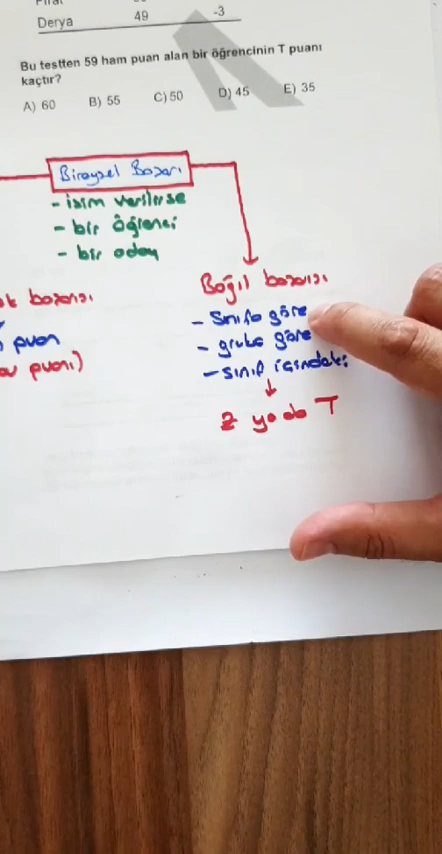 Derya 49 -3
Bu testten 59 ham puan alan bir öğrencinin T puanı
kaçtır?
A) 60 B) 55 C) 50 D) 45 E) 35
Bireysel Başarı
- isim verilirse
- bir öğrenci
- bir aday
Bağıl başarısı
- Sınıfa göre
- gruba göre
- sınıf içindeki
z ya da T
başarısı
puan
puanı)